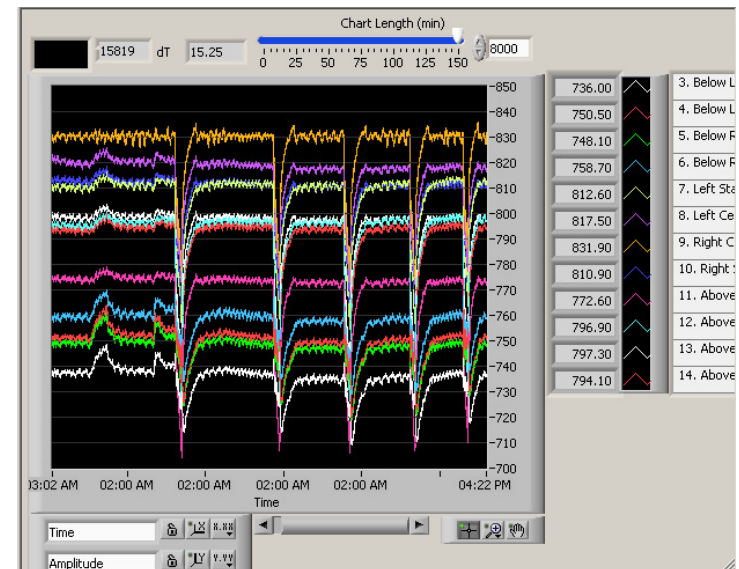 Chart Length (min)
15819 dT 15.25
8000
0 25 50 75 100 125 150
-850
-840
-830
-820
-810
-800
-790
-780
-770
-760
-750
-740
-730
-720
-710
-700
736.00 3. Below L
750.50 4. Below L
748.10 5. Below R
758.70 6. Below R
812.60 7. Left Sta
817.50 8. Left Ce
831.90 9. Right C
810.90 10. Right
772.60 11. Above
796.90 12. Above
797.30 13. Above
794.10 14. Above
03:02 AM 02:00 AM 02:00 AM 02:00 AM 02:00 AM 04:22 PM
Time
Time X X.XX
Amplitude Y Y.YY